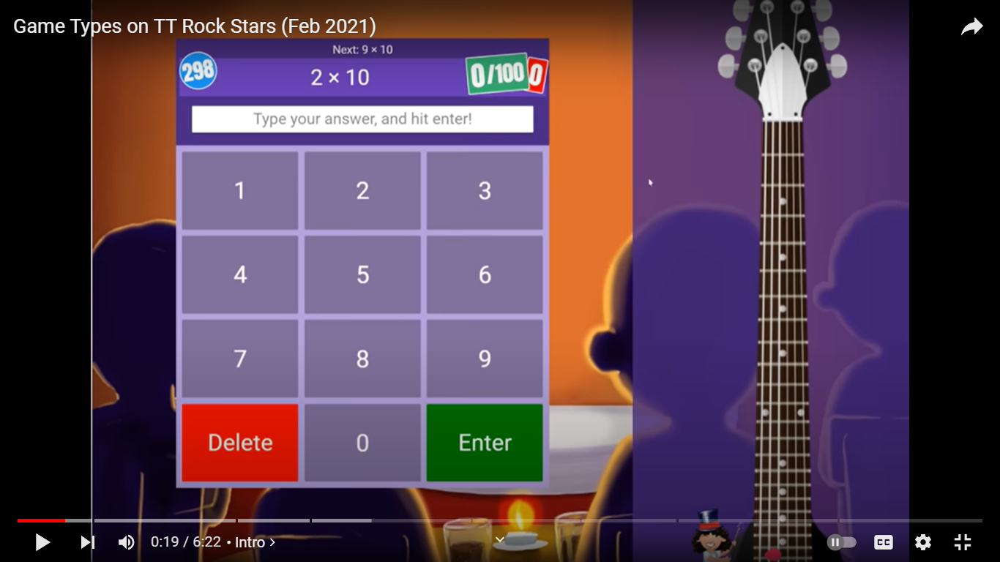 Game Types on TT Rock Stars (Feb 2021)
Next: 9 × 10
298
2 × 10
0/100
0
Type your answer, and hit enter!
1 2 3
4 5 6
7 8 9
Delete 0 Enter
0:19 / 6:22 • Intro
CC